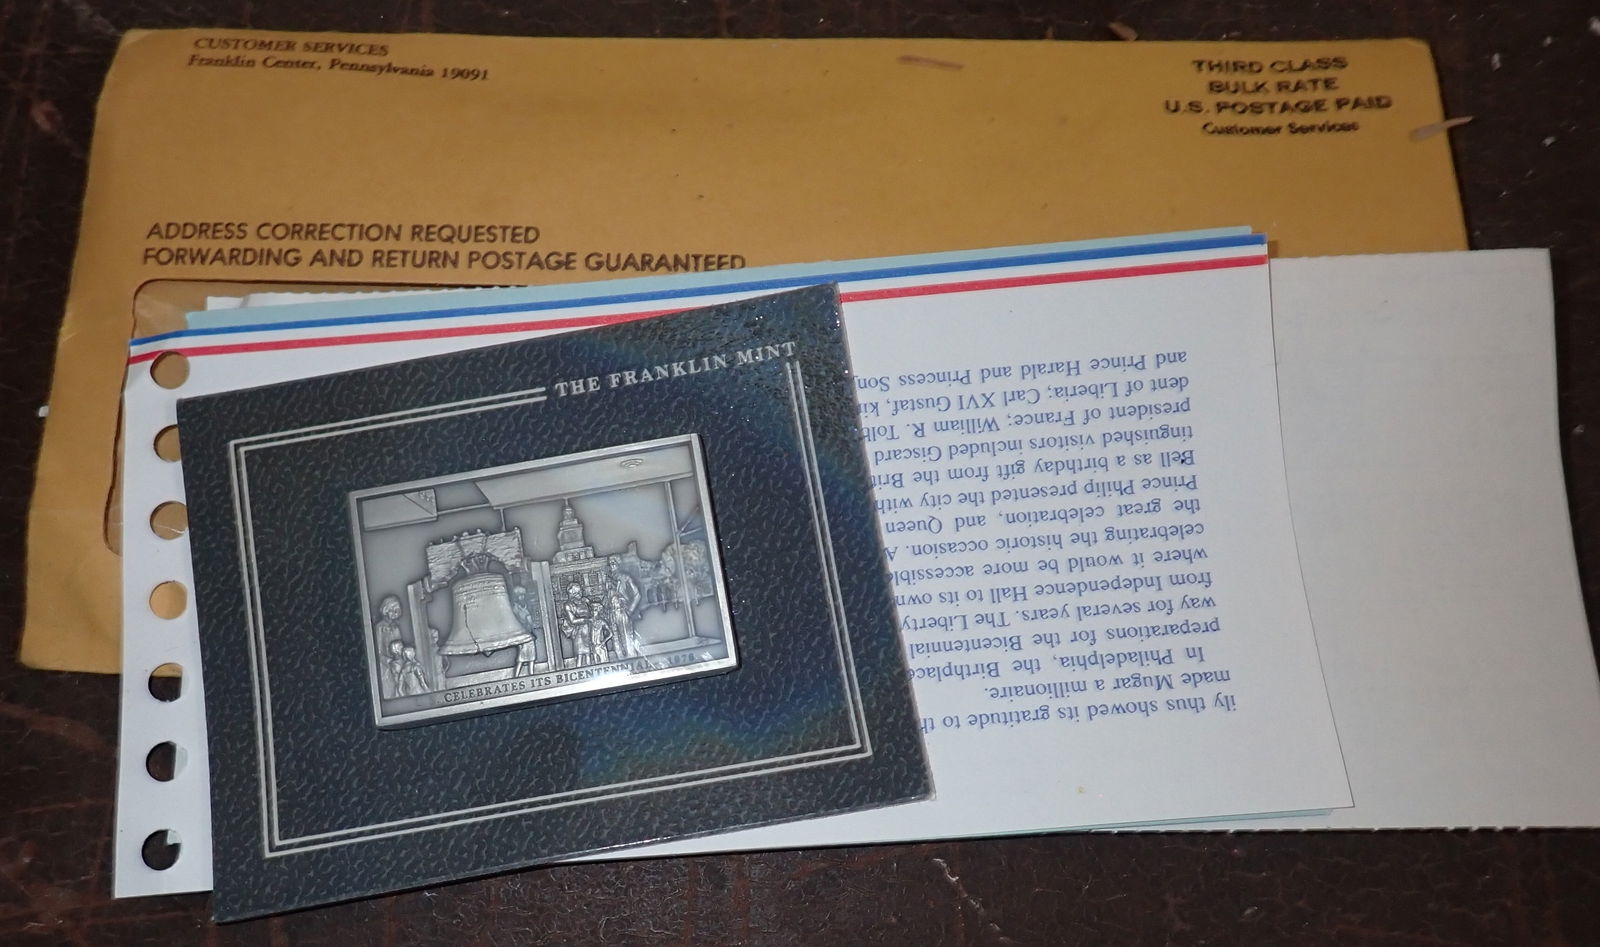 CUSTOMER SERVICES
Franklin Center, Pennsylvania 19091
THIRD CLASS
BULK RATE
U.S. POSTAGE PAID
Customer Services
ADDRESS CORRECTION REQUESTED
FORWARDING AND RETURN POSTAGE GUARANTEED
THE FRANKLIN MINT
CELEBRATES ITS BICENTENNIAL - 1976
ily thus showed its gratitude to th
made Mugar a millionaire.
In Philadelphia, the Birthplace
preparations for the Bicentennial
way for several years. The Liberty
from Independence Hall to its own
where it would be more accessible
celebrating the historic occasion. A
the great celebration, and Queen
Prince Philip presented the city with
Bell as a birthday gift from the Brit
tinguished visitors included Giscard
president of France; William R. Tolb
dent of Liberia; Carl XVI Gustaf, kin
and Prince Harald and Princess Son